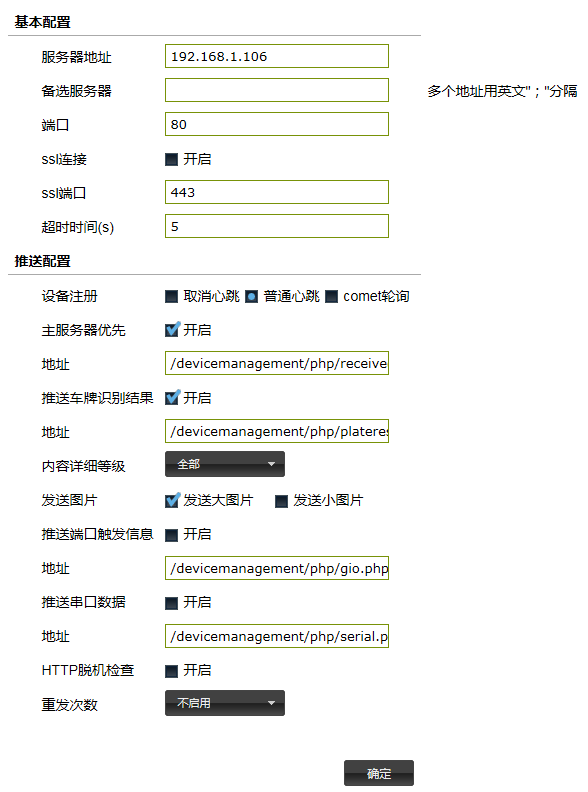 基本配置
服务器地址 192.168.1.106
备选服务器 多个地址用英文" ; "分隔
端口 80
ssl连接 开启
ssl端口 443
超时时间(s) 5
推送配置
设备注册 取消心跳 普通心跳 comet轮询
主服务器优先 开启
地址 /devicemanagement/php/receive
推送车牌识别结果 开启
地址 /devicemanagement/php/plateres
内容详细等级 全部
发送图片 发送大图片 发送小图片
推送端口触发信息 开启
地址 /devicemanagement/php/gio.php
推送串口数据 开启
地址 /devicemanagement/php/serial.p
HTTP脱机检查 开启
重发次数 不启用
确定